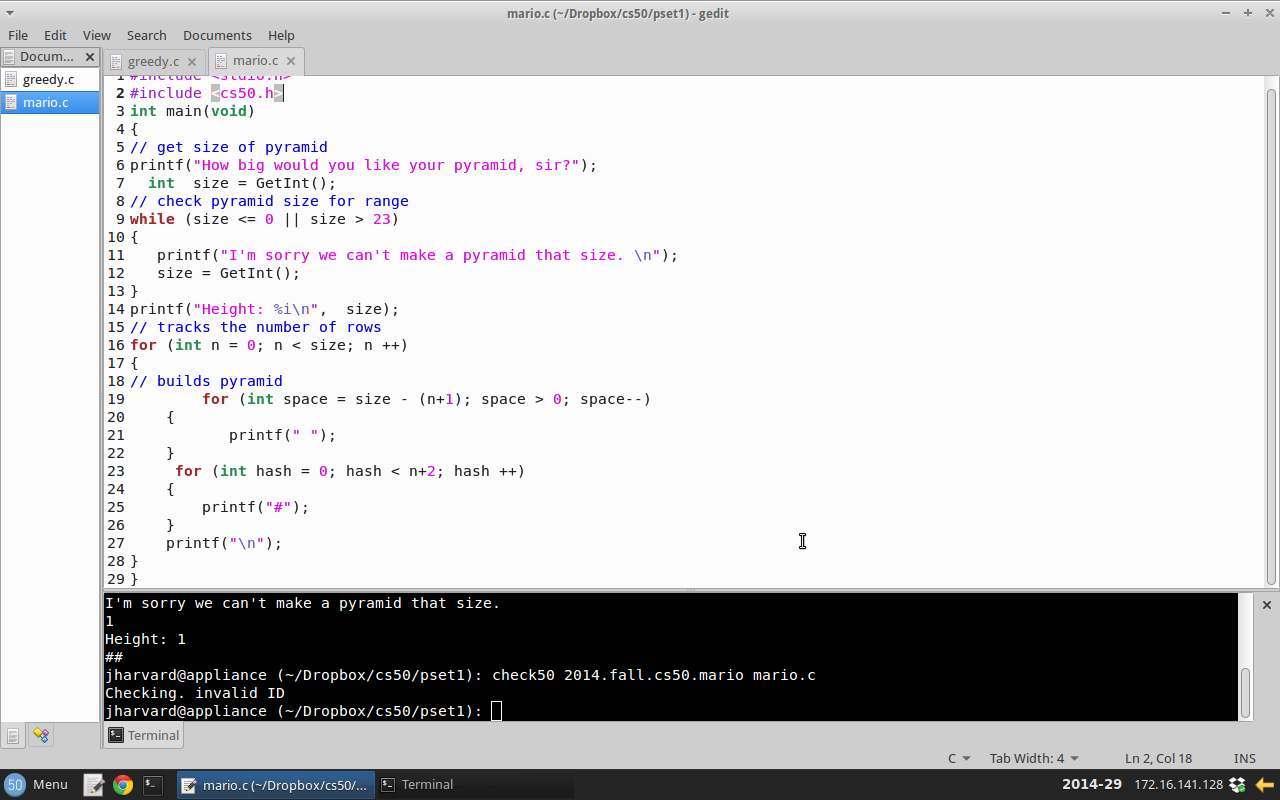 mario.c (~/Dropbox/cs50/pset1) - gedit
File Edit View Search Documents Help
Docum...
greedy.c
mario.c
greedy.c
mario.c
1 #include <stdio.h>
2 #include <cs50.h>
3 int main(void)
4 {
5 // get size of pyramid
6 printf("How big would you like your pyramid, sir?");
7   int  size = GetInt();
8 // check pyramid size for range
9 while (size <= 0 || size > 23)
10 {
11    printf("I'm sorry we can't make a pyramid that size. \n");
12    size = GetInt();
13 }
14 printf("Height: %i\n",  size);
15 // tracks the number of rows
16 for (int n = 0; n < size; n ++)
17 {
18 // builds pyramid
19         for (int space = size - (n+1); space > 0; space--)
20     {
21            printf(" ");
22     }
23      for (int hash = 0; hash < n+2; hash ++)
24     {
25         printf("#");
26     }
27     printf("\n");
28 }
29 }
I'm sorry we can't make a pyramid that size.
1
Height: 1
##
jharvard@appliance (~/Dropbox/cs50/pset1): check50 2014.fall.cs50.mario mario.c
Checking. invalid ID
jharvard@appliance (~/Dropbox/cs50/pset1):
Terminal
C Tab Width: 4 Ln 2, Col 18 INS
50 Menu mario.c (~/Dropbox/cs50/... Terminal 2014-29 172.16.141.128